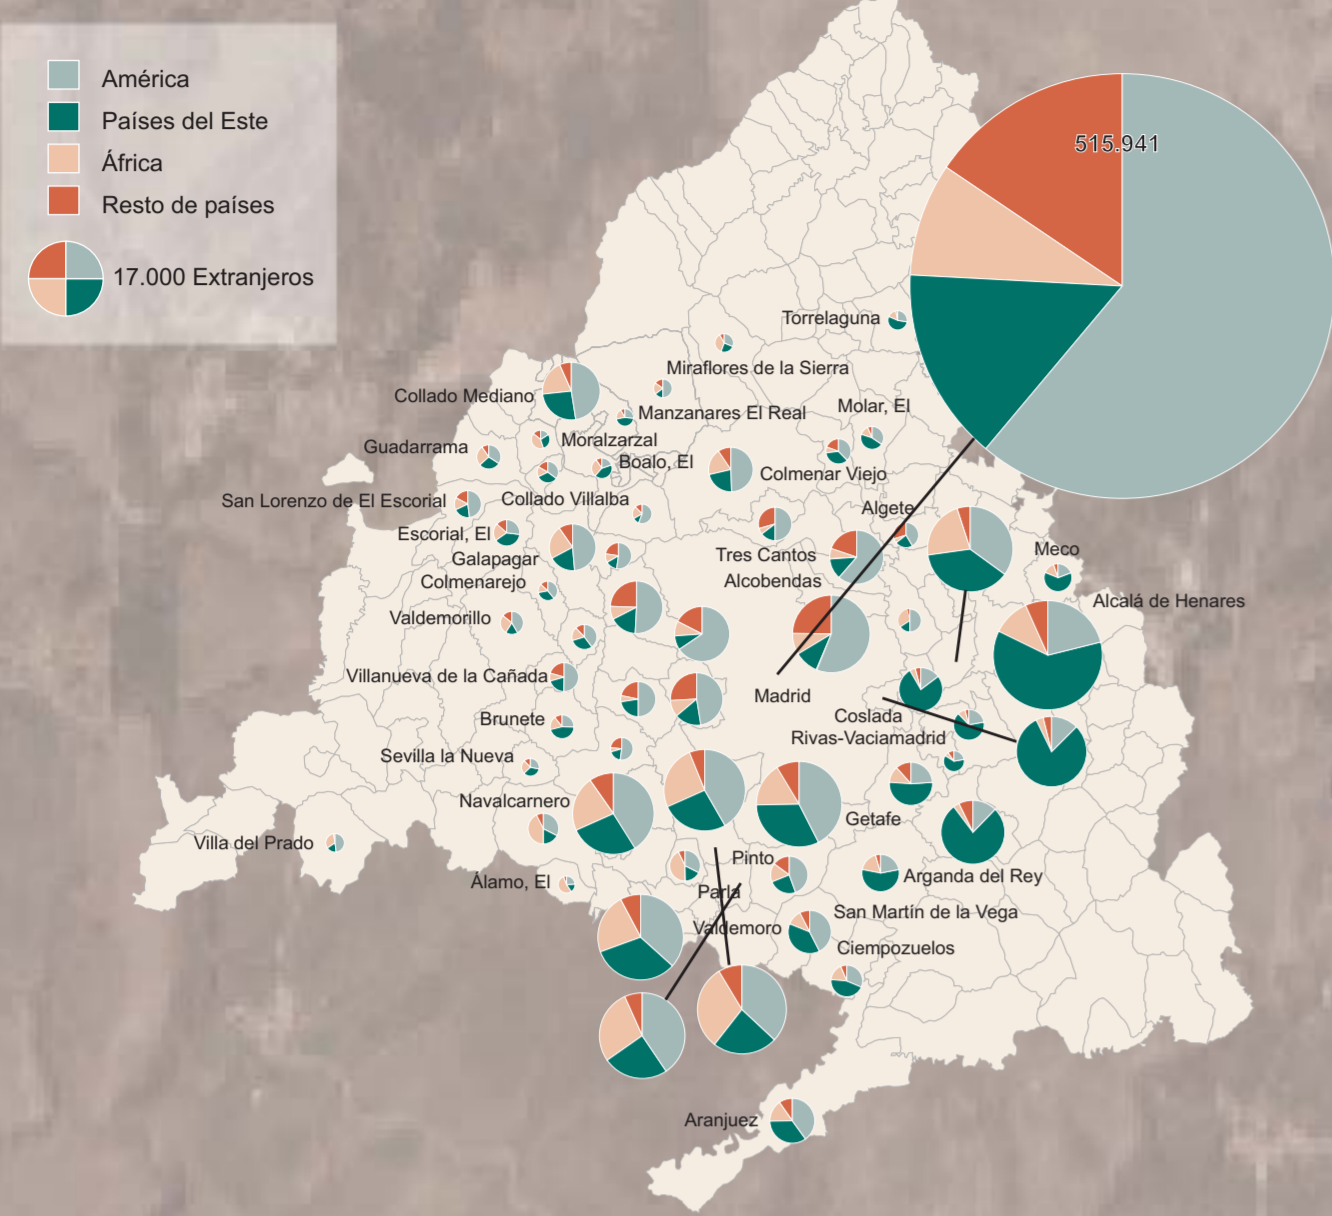 América
Países del Este
África
Resto de países
17.000 Extranjeros
515.941
Torrelaguna
Miraflores de la Sierra
Collado Mediano
Manzanares El Real
Molar, El
Guadarrama
Moralzarzal
Boalo, El
Colmenar Viejo
San Lorenzo de El Escorial
Collado Villalba
Algete
Escorial, El
Galapagar
Tres Cantos
Meco
Colmenarejo
Alcobendas
Alcalá de Henares
Valdemorillo
Villanueva de la Cañada
Madrid
Brunete
Coslada
Rivas-Vaciamadrid
Sevilla la Nueva
Navalcarnero
Getafe
Villa del Prado
Pinto
Álamo, El
Arganda del Rey
Parla
San Martín de la Vega
Valdemoro
Ciempozuelos
Aranjuez